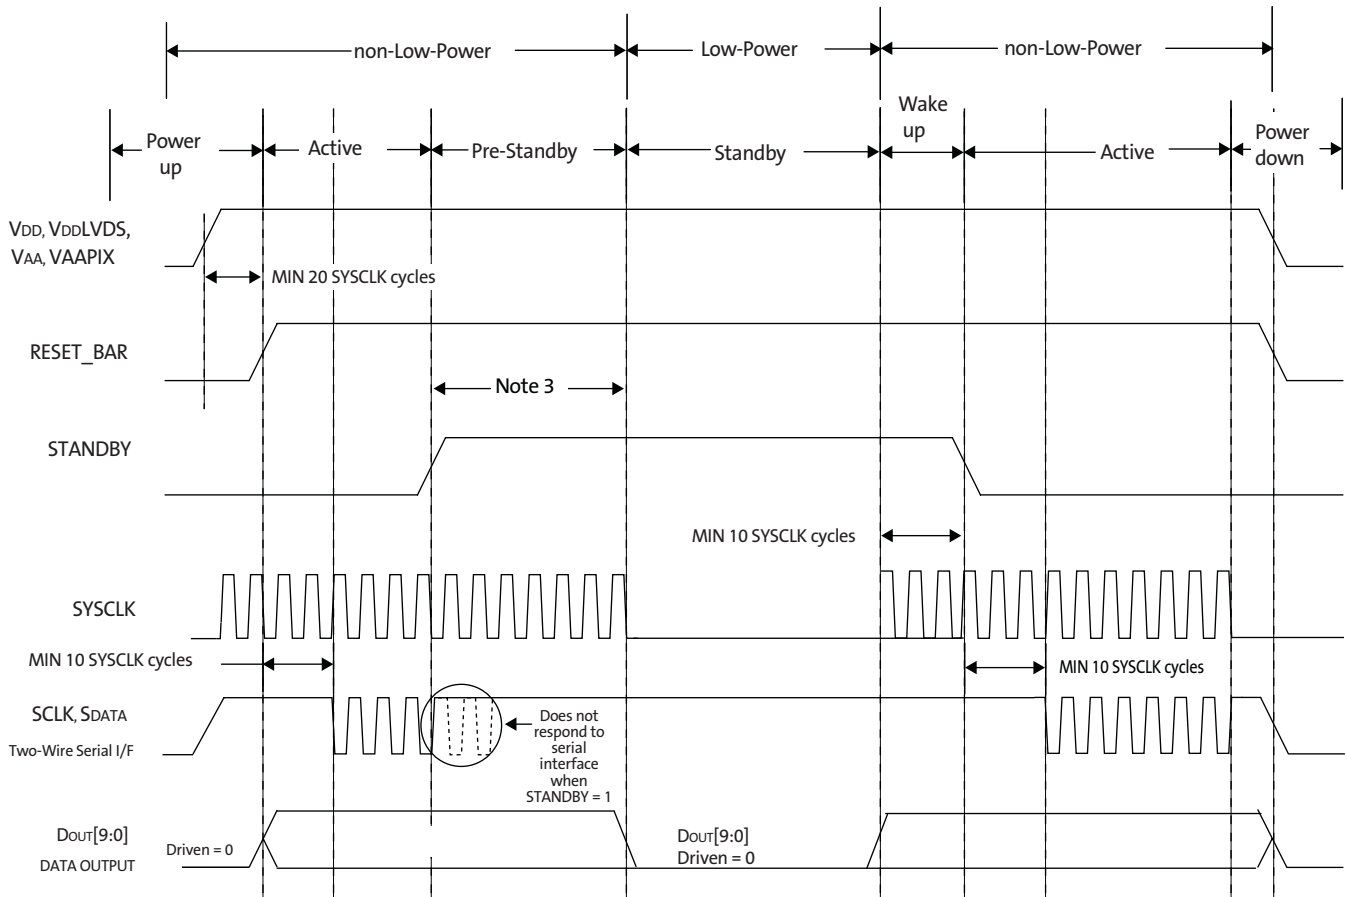 non-Low-Power
Low-Power
non-Low-Power
Power
up
Active
Pre-Standby
Standby
Wake
up
Active
Power
down
VDD, VDDLVDS,
VAA, VAAPIX
MIN 20 SYSCLK cycles
RESET_BAR
Note 3
STANDBY
MIN 10 SYSCLK cycles
SYSCLK
MIN 10 SYSCLK cycles
MIN 10 SYSCLK cycles
SCLK, SDATA
Two-Wire Serial I/F
Does not
respond to
serial
interface
when
STANDBY = 1
DOUT[9:0]
DATA OUTPUT
Driven = 0
DOUT[9:0]
Driven = 0